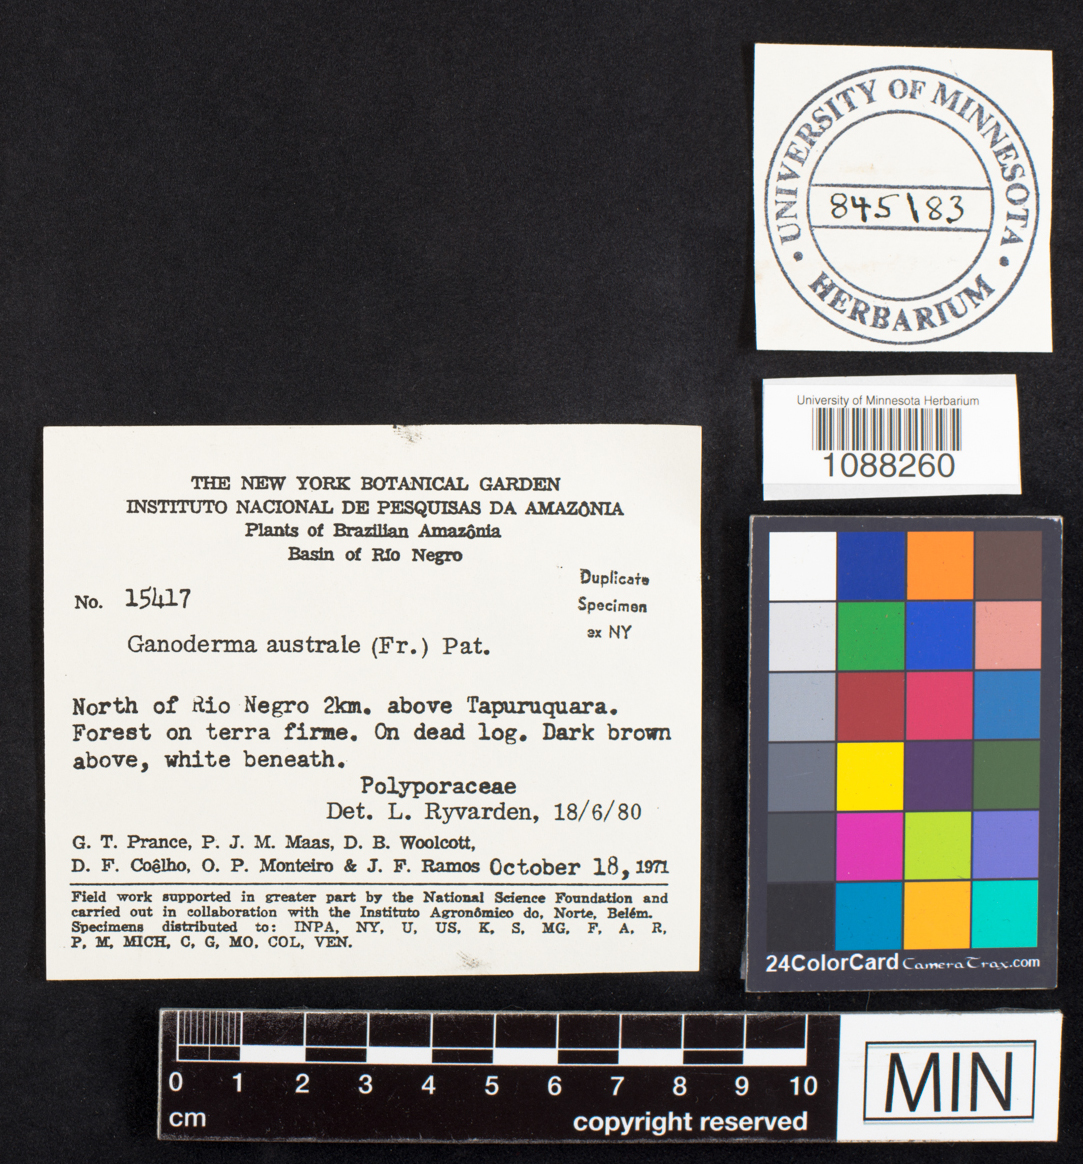 UNIVERSITY OF MINNESOTA
845183
HERBARIUM
University of Minnesota Herbarium
1088260
THE NEW YORK BOTANICAL GARDEN
INSTITUTO NACIONAL DE PESQUISAS DA AMAZÔNIA
Plants of Brazilian Amazônia
Basin of Río Negro
Duplicate
Specimen
ex NY
No. 15417
Ganoderma australe (Fr.) Pat.
North of Rio Negro 2km. above Tapuruquara.
Forest on terra firme. On dead log. Dark brown
above, white beneath.
Polyporaceae
Det. L. Ryvarden, 18/6/80
G. T. Prance, P. J. M. Maas, D. B. Woolcott,
D. F. Coêlho, O. P. Monteiro & J. F. Ramos October 18, 1971
Field work supported in greater part by the National Science Foundation and
carried out in collaboration with the Instituto Agronômico do, Norte, Belém.
Specimens distributed to: INPA, NY, U, US, K, S, MG, F, A, R,
P, M, MICH, C, G, MO, COL, VEN.
24ColorCard CameraTrax.com
0 1 2 3 4 5 6 7 8 9 10
cm
copyright reserved
MIN